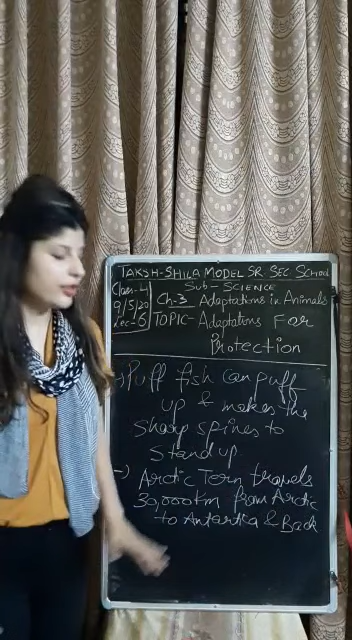 TAKSH-SHILA MODEL SR. SEC. School
Class-4 Sub- SCIENCE
9/5/20 Ch-3 Adaptations in Animals
Lec-6 TOPIC- Adaptations For
Protection
-) Puff fish can puff
up & makes the
sharp spines to
stand up
-) Arctic Tern travels
30,000km from Arctic
to Antartka & Back